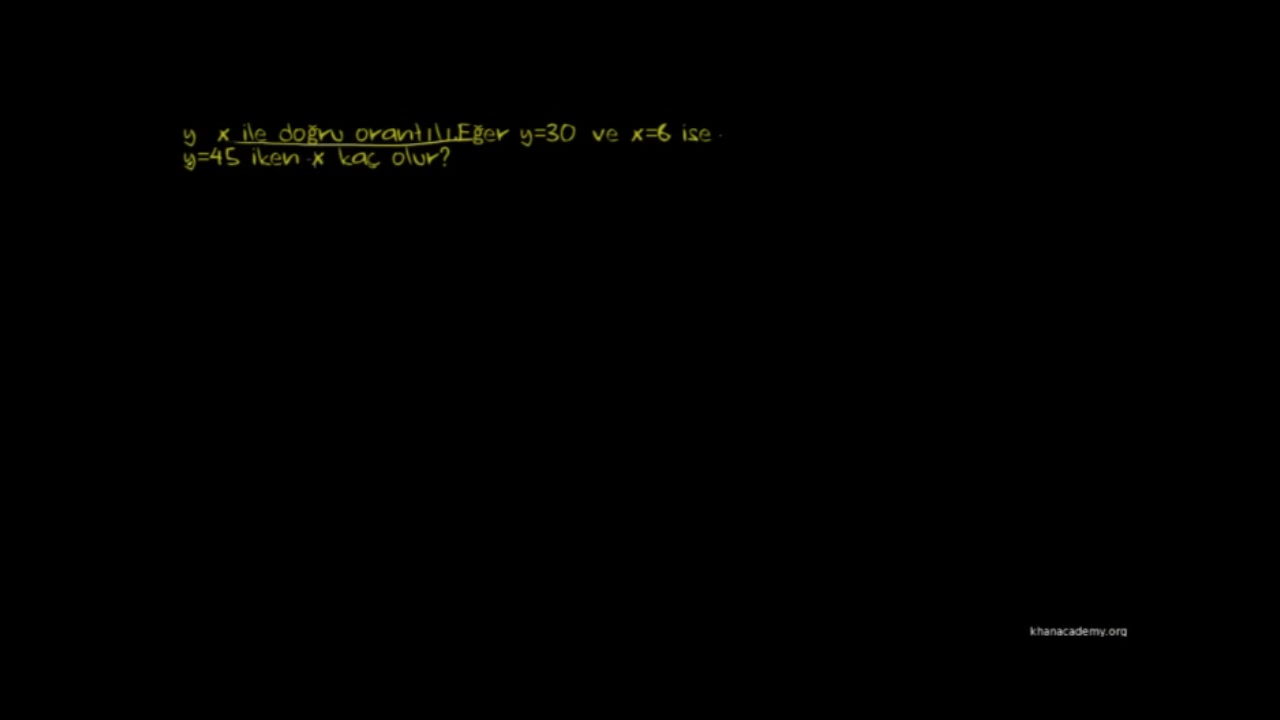 y x ile doğru orantılı.Eğer y=30 ve x=6 ise
y=45 iken x kaç olur?
khanacademy.org